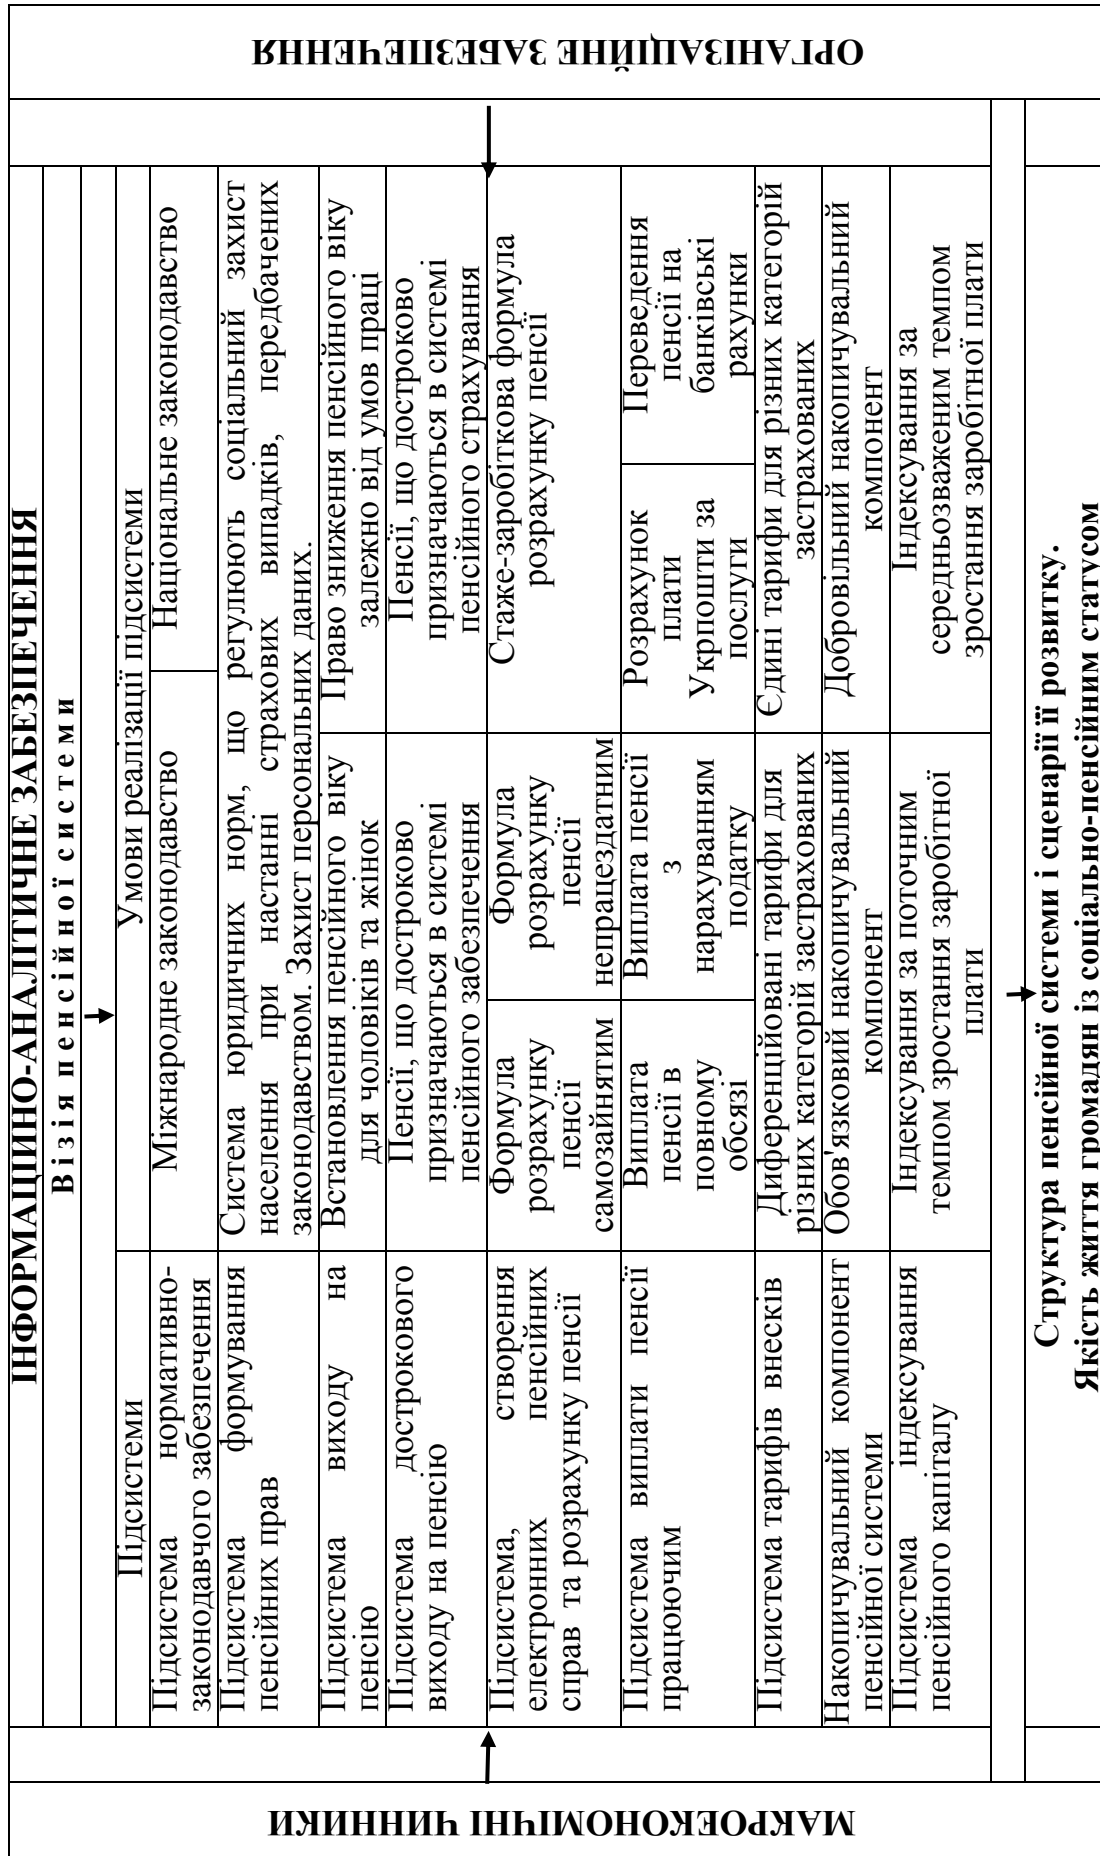 ІНФОРМАЦІЙНО-АНАЛІТИЧНЕ ЗАБЕЗПЕЧЕННЯ
Візія пенсійної системи
МАКРОЕКОНОМІЧНІ ЧИННИКИ
Підсистеми
Умови реалізації підсистеми
Підсистема нормативно-
законодавчого забезпечення
Міжнародне законодавство
Національне законодавство
Підсистема формування
пенсійних прав
Система юридичних норм, що регулюють соціальний захист
населення при настанні страхових випадків, передбачених
законодавством. Захист персональних даних.
Підсистема виходу на
пенсію
Встановлення пенсійного віку
для чоловіків та жінок
Право зниження пенсійного віку
залежно від умов праці
Підсистема дострокового
виходу на пенсію
Пенсії, що достроково
призначаються в системі
пенсійного забезпечення
Пенсії, що достроково
призначаються в системі
пенсійного страхування
Підсистема, створення
електронних пенсійних
справ та розрахунку пенсії
Формула
розрахунку
пенсії
самозайнятим
Формула
розрахунку
пенсії
непрацездатним
Стаже-заробіткова формула
розрахунку пенсії
Підсистема виплати пенсії
працюючим
Виплата
пенсії в
повному
обсязі
Виплата пенсії
з
нарахуванням
податку
Розрахунок
плати
Укрпошти за
послуги
Переведення
пенсії на
банківські
рахунки
Підсистема тарифів внесків
Диференційовані тарифи для
різних категорій застрахованих
Єдині тарифи для різних категорій
застрахованих
Накопичувальний компонент
пенсійної системи
Обов'язковий накопичувальний
компонент
Добровільний накопичувальний
компонент
Підсистема індексування
пенсійного капіталу
Індексування за поточним
темпом зростання заробітної
плати
Індексування за
середньозваженим темпом
зростання заробітної плати
ОРГАНІЗАЦІЙНЕ ЗАБЕЗПЕЧЕННЯ
Структура пенсійної системи і сценарії її розвитку.
Якість життя громадян із соціально-пенсійним статусом